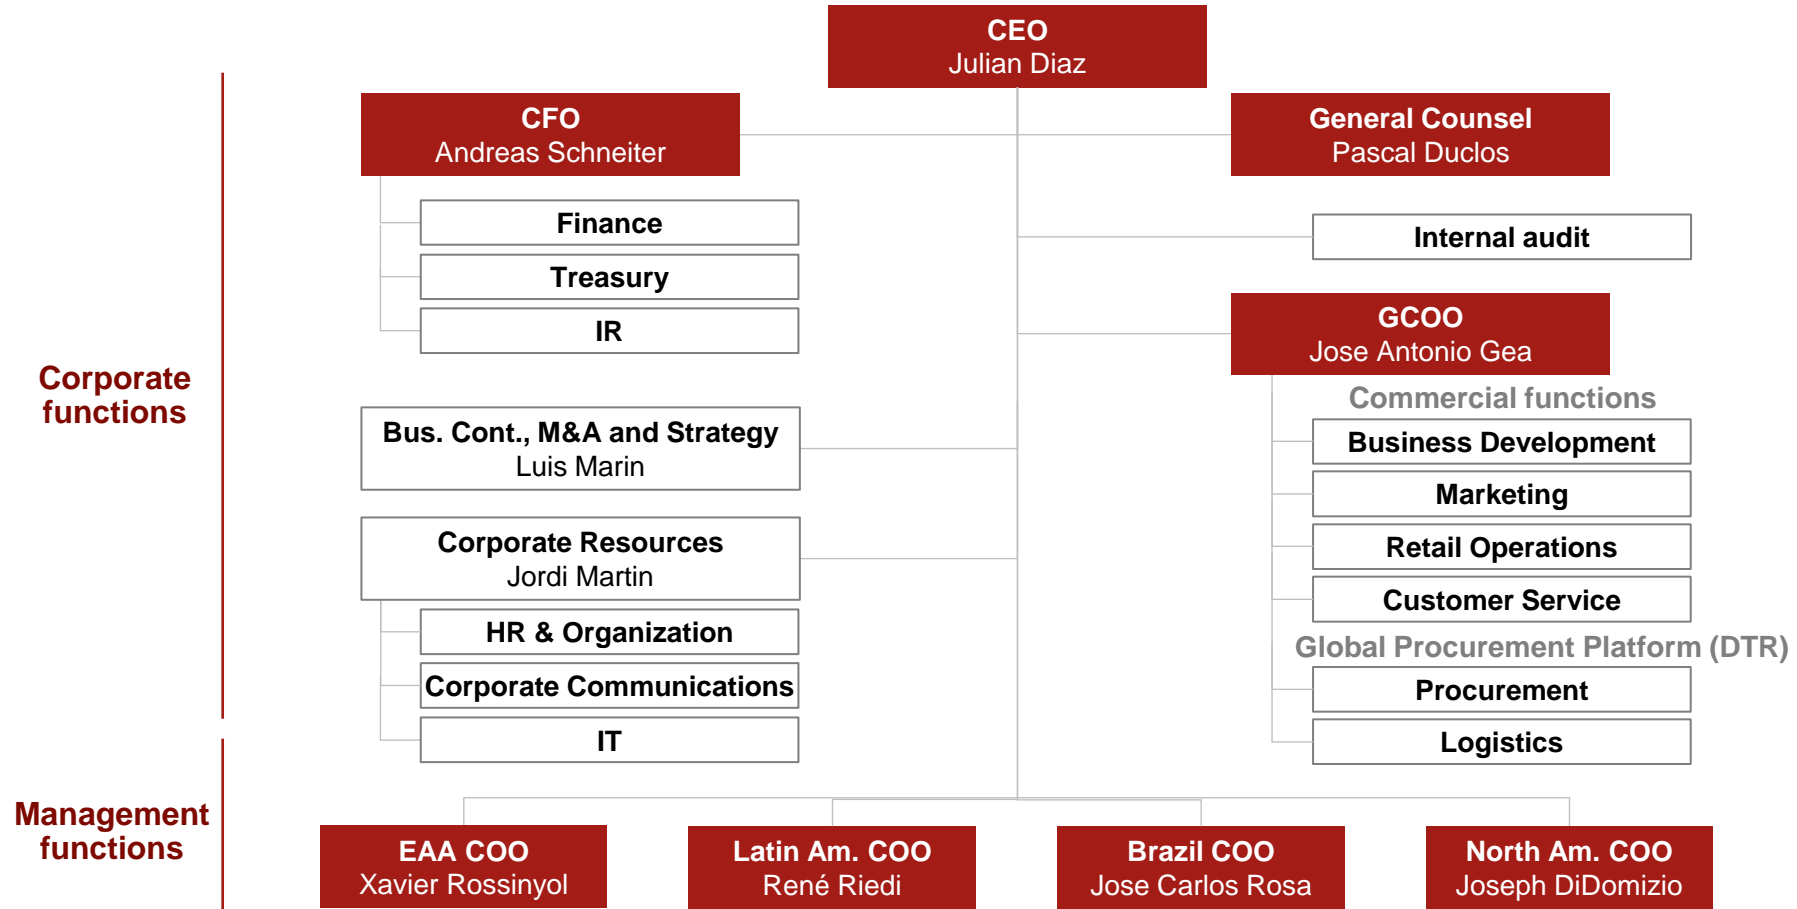 CEO
Julian Diaz
CFO
Andreas Schneiter
General Counsel
Pascal Duclos
Finance
Treasury
IR
Internal audit
GCOO
Jose Antonio Gea
Corporate
functions
Bus. Cont., M&A and Strategy
Luis Marin
Corporate Resources
Jordi Martin
HR & Organization
Corporate Communications
IT
Commercial functions
Business Development
Marketing
Retail Operations
Customer Service
Global Procurement Platform (DTR)
Procurement
Logistics
Management
functions
EAA COO
Xavier Rossinyol
Latin Am. COO
René Riedi
Brazil COO
Jose Carlos Rosa
North Am. COO
Joseph DiDomizio